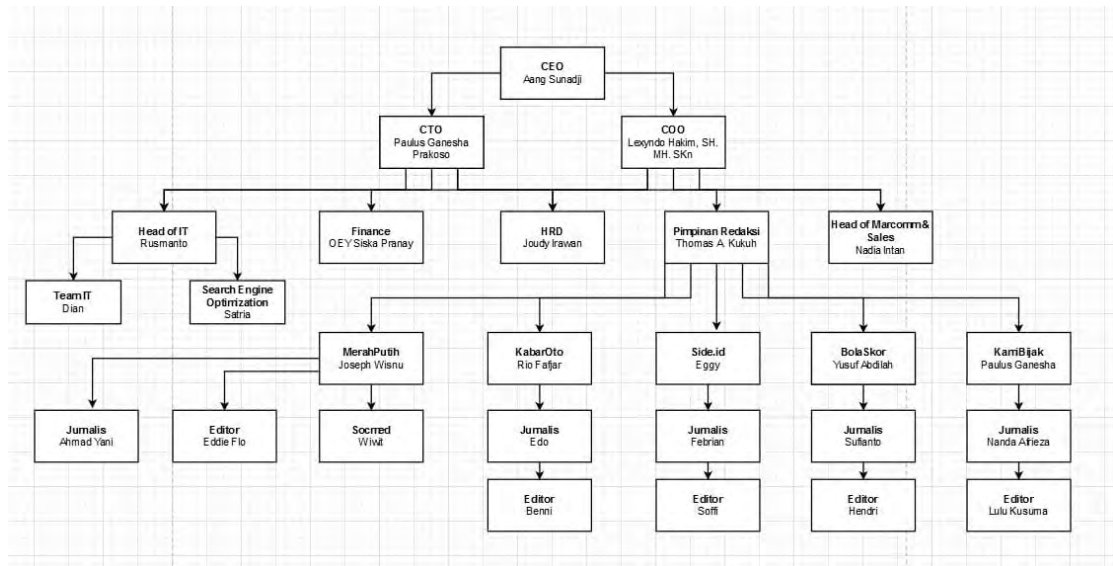 CEO
Aang Sunadji
CTO
Paulus Ganesha
Prakoso
COO
Lexyndo Hakim, SH.
MH. SKn
Head of IT
Rusmanto
Finance
OEY Siska Pranay
HRD
Joudy Irawan
Pimpinan Redaksi
Thomas A. Kukuh
Head of Marcomm&
Sales
Nadia Intan
Team IT
Dian
Search Engine
Optimization
Satria
MerahPutih
Joseph Wisnu
KabarOto
Rio Fatjar
Side.id
Eggy
BolaSkor
Yusuf Abdilah
KamiBijak
Paulus Ganesha
Jurnalis
Ahmad Yani
Editor
Eddie Flo
Socmed
Wiwit
Jurnalis
Edo
Jurnalis
Febrian
Jurnalis
Sufianto
Jurnalis
Nanda Afrieza
Editor
Benni
Editor
Soffi
Editor
Hendri
Editor
Lulu Kusuma